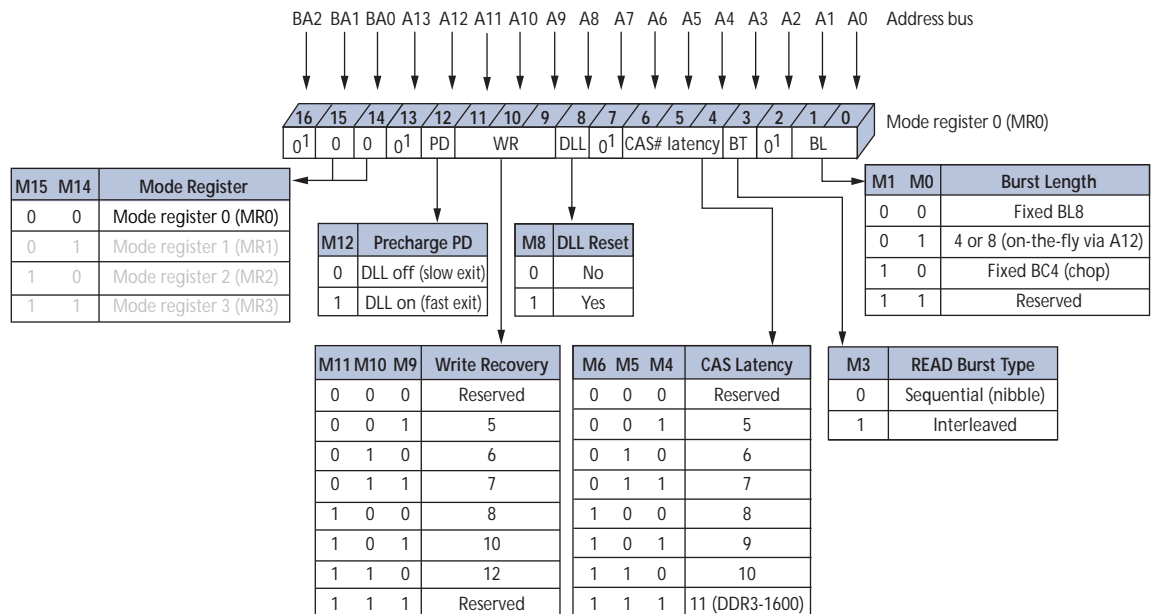 BA2 BA1 BA0 A13 A12 A11 A10 A9 A8 A7 A6 A5 A4 A3 A2 A1 A0 Address bus
16 15 14 13 12 11 10 9 8 7 6 5 4 3 2 1 0
Mode register 0 (MR0)
0¹ 0 0 0¹ PD WR DLL 0¹ CAS# latency BT 0¹ BL
M15 M14 Mode Register
0 0 Mode register 0 (MR0)
0 1 Mode register 1 (MR1)
1 0 Mode register 2 (MR2)
1 1 Mode register 3 (MR3)
M12 Precharge PD
0 DLL off (slow exit)
1 DLL on (fast exit)
M8 DLL Reset
0 No
1 Yes
M1 M0 Burst Length
0 0 Fixed BL8
0 1 4 or 8 (on-the-fly via A12)
1 0 Fixed BC4 (chop)
1 1 Reserved
M11 M10 M9 Write Recovery
0 0 0 Reserved
0 0 1 5
0 1 0 6
0 1 1 7
1 0 0 8
1 0 1 10
1 1 0 12
1 1 1 Reserved
M6 M5 M4 CAS Latency
0 0 0 Reserved
0 0 1 5
0 1 0 6
0 1 1 7
1 0 0 8
1 0 1 9
1 1 0 10
1 1 1 11 (DDR3-1600)
M3 READ Burst Type
0 Sequential (nibble)
1 Interleaved